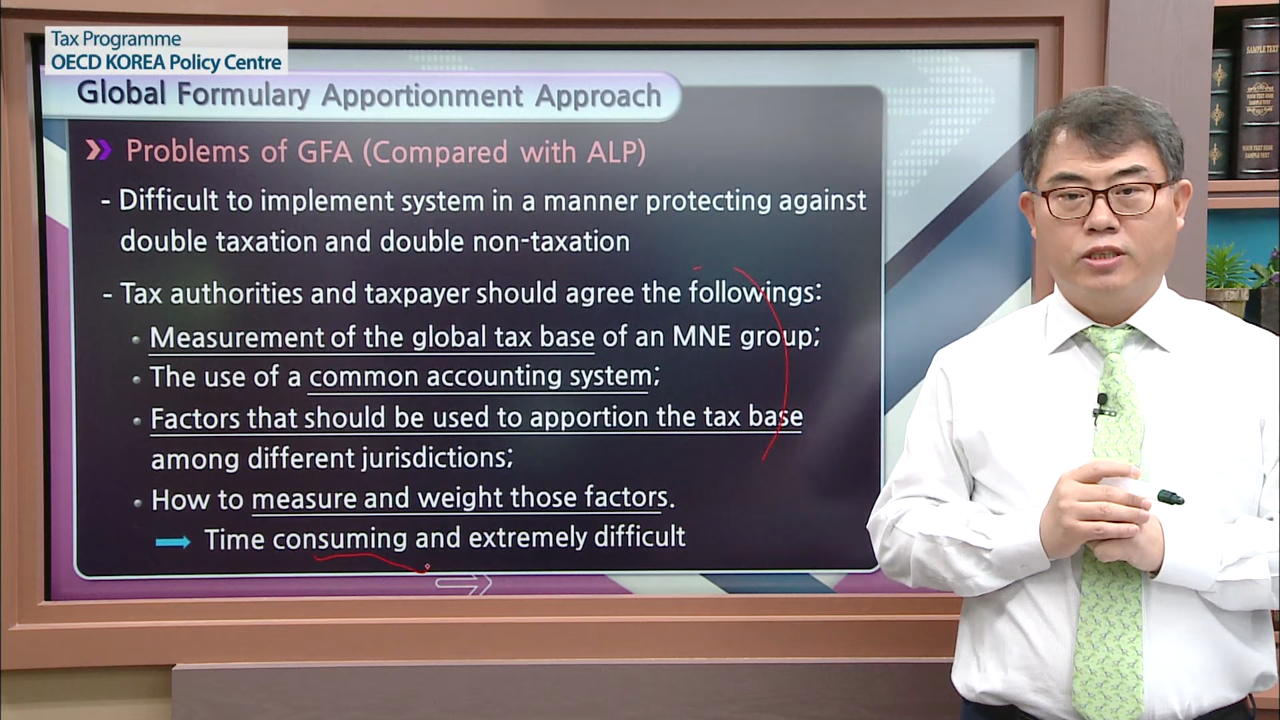 Tax Programme
OECD KOREA Policy Centre
Global Formulary Apportionment Approach
Problems of GFA (Compared with ALP)
- Difficult to implement system in a manner protecting against
double taxation and double non-taxation
- Tax authorities and taxpayer should agree the followings:
• Measurement of the global tax base of an MNE group;
• The use of a common accounting system;
• Factors that should be used to apportion the tax base
among different jurisdictions;
• How to measure and weight those factors.
Time consuming and extremely difficult
SAMPLE TEXT